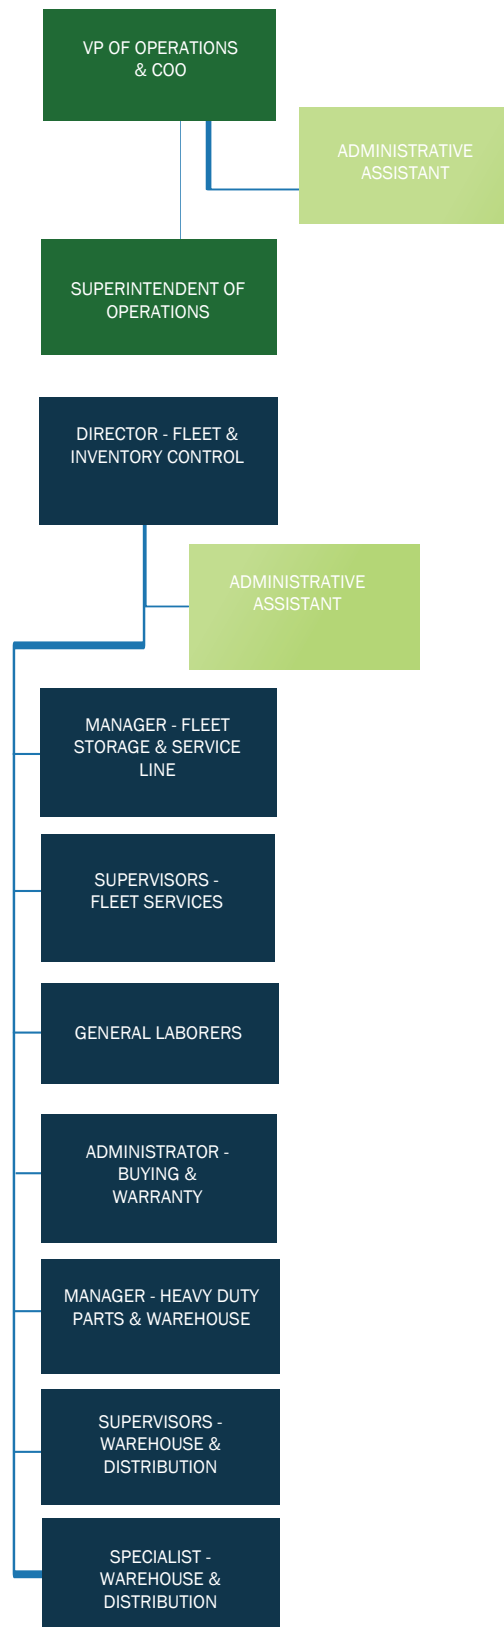 VP OF OPERATIONS
& COO
ADMINISTRATIVE
ASSISTANT
SUPERINTENDENT OF
OPERATIONS
DIRECTOR - FLEET &
INVENTORY CONTROL
ADMINISTRATIVE
ASSISTANT
MANAGER - FLEET
STORAGE & SERVICE
LINE
SUPERVISORS -
FLEET SERVICES
GENERAL LABORERS
ADMINISTRATOR -
BUYING &
WARRANTY
MANAGER - HEAVY DUTY
PARTS & WAREHOUSE
SUPERVISORS -
WAREHOUSE &
DISTRIBUTION
SPECIALIST -
WAREHOUSE &
DISTRIBUTION